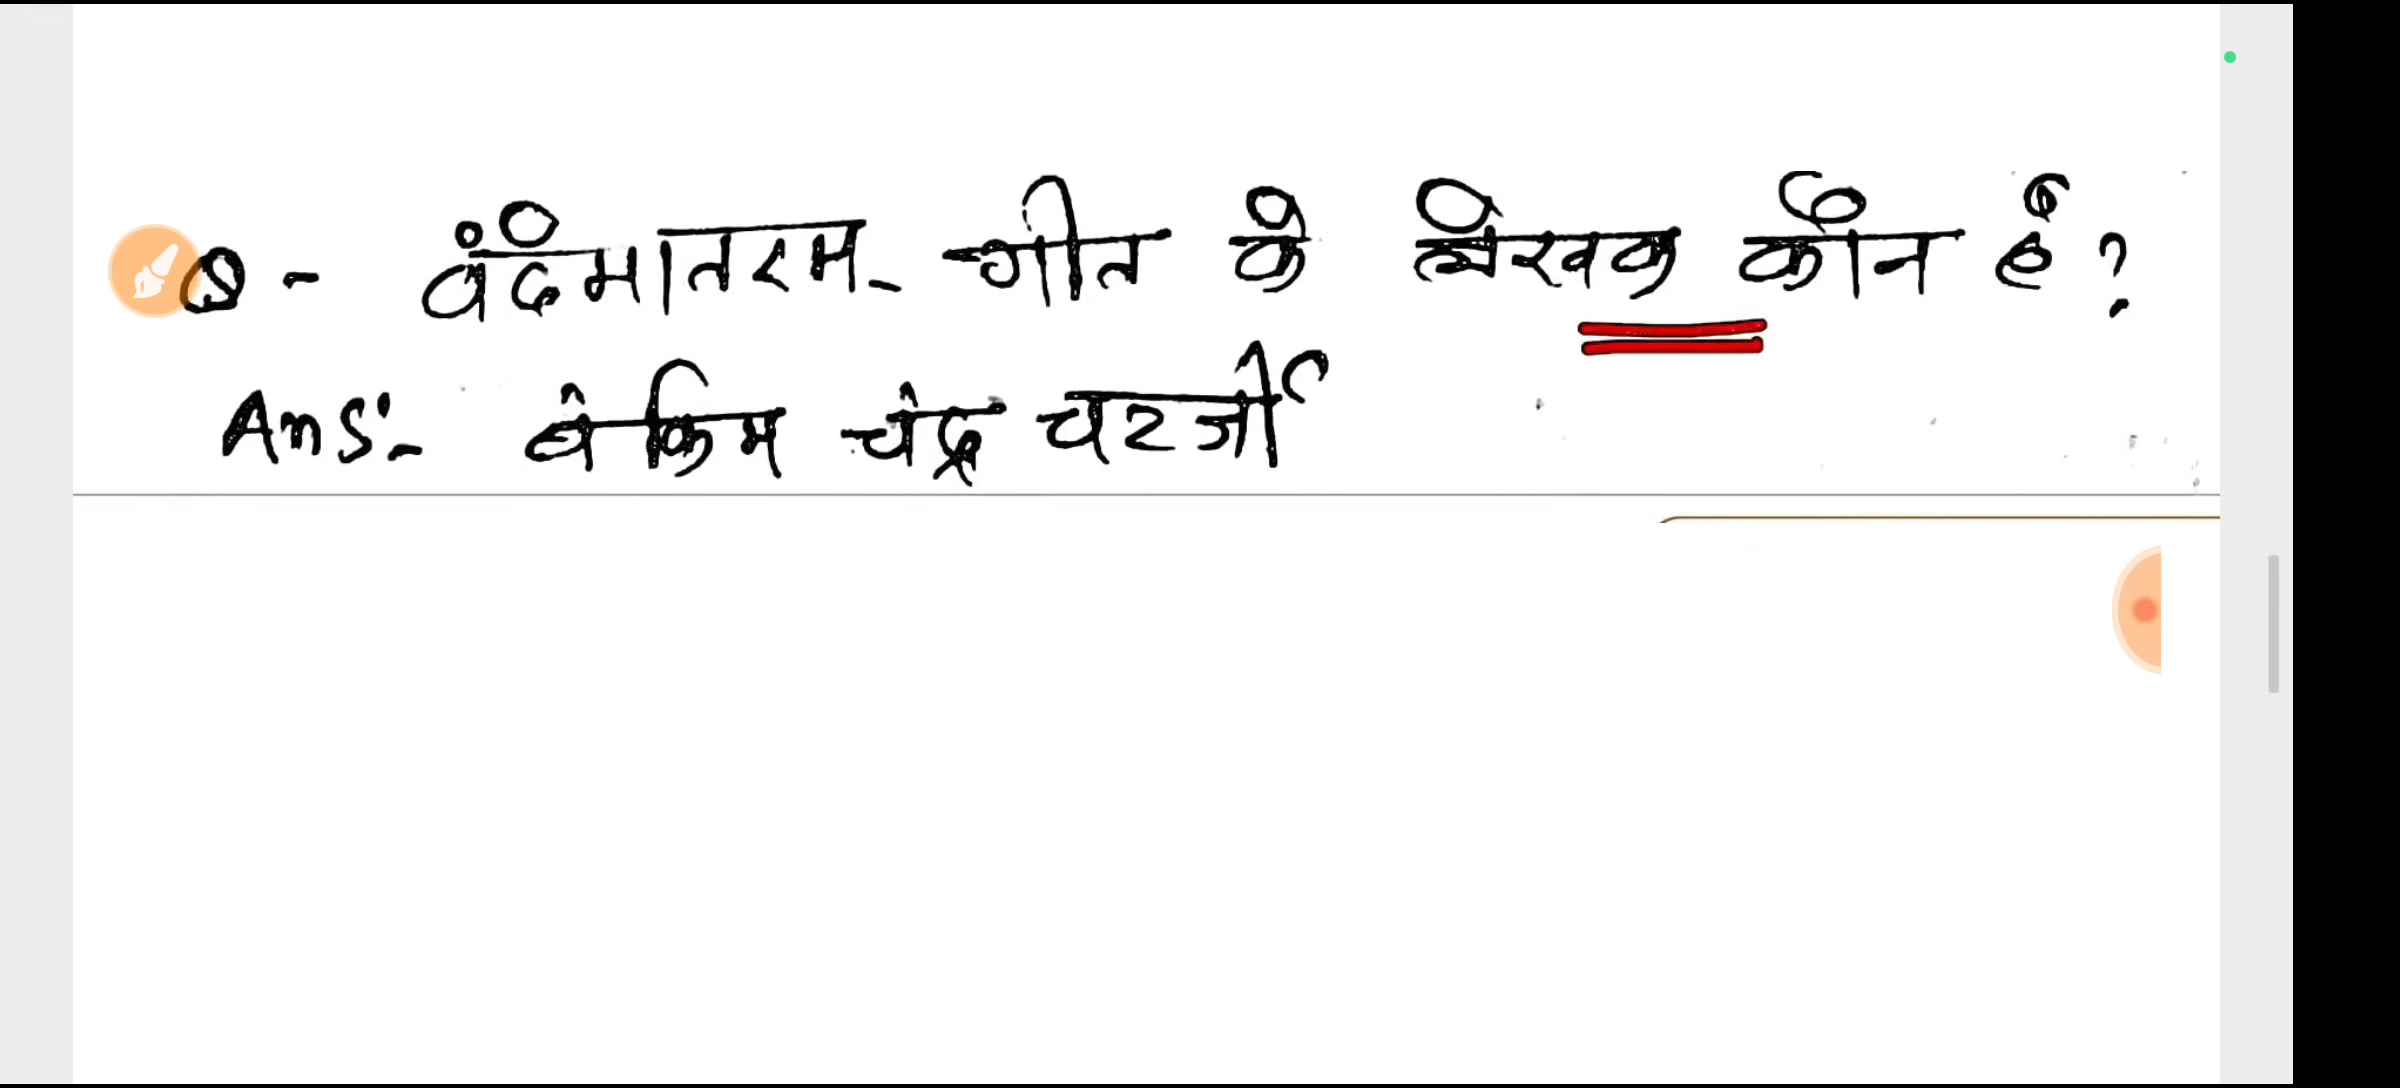 Q - वंदेमातरम गीत के लेखक कौन हैं?
Ans:- बंकिम चंद्र चटर्जी